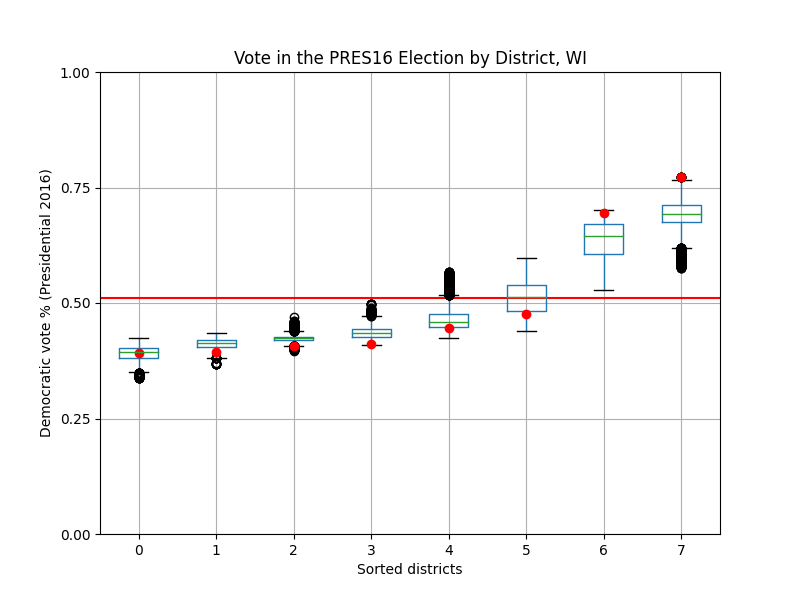 Vote in the PRES16 Election by District, WI
Democratic vote % (Presidential 2016)
1.00
0.75
0.50
0.25
0.00
0 1 2 3 4 5 6 7
Sorted districts